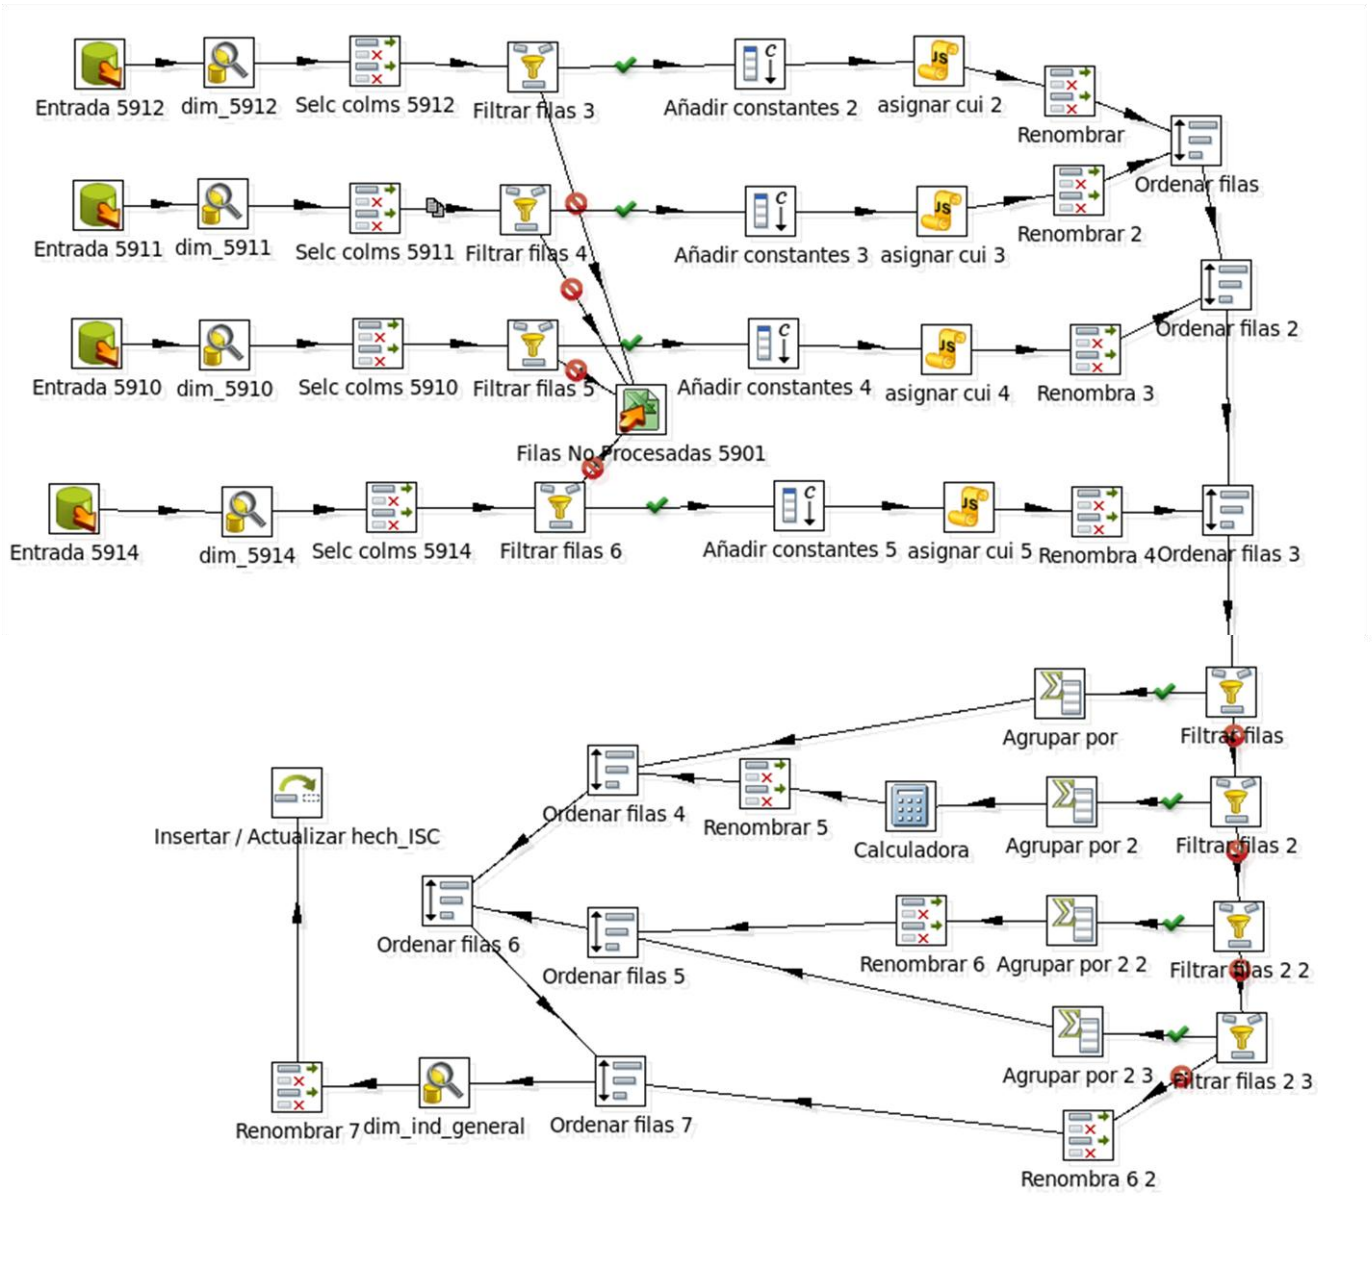 Entrada 5912
dim_5912
Selc colms 5912
Filtrar filas 3
Añadir constantes 2
asignar cui 2
Renombrar
Ordenar filas
Entrada 5911
dim_5911
Selc colms 5911
Filtrar filas 4
Añadir constantes 3
asignar cui 3
Renombrar 2
Ordenar filas 2
Entrada 5910
dim_5910
Selc colms 5910
Filtrar filas 5
Añadir constantes 4
asignar cui 4
Renombra 3
Filas No Procesadas 5901
Entrada 5914
dim_5914
Selc colms 5914
Filtrar filas 6
Añadir constantes 5
asignar cui 5
Renombra 4
Ordenar filas 3
Agrupar por
Filtrar filas
Ordenar filas 4
Renombrar 5
Calculadora
Agrupar por 2
Filtrar filas 2
Insertar / Actualizar hech_ISC
Ordenar filas 6
Ordenar filas 5
Renombrar 6
Agrupar por 2 2
Filtrar filas 2 2
Agrupar por 2 3
Filtrar filas 2 3
Renombrar 7
dim_ind_general
Ordenar filas 7
Renombra 6 2